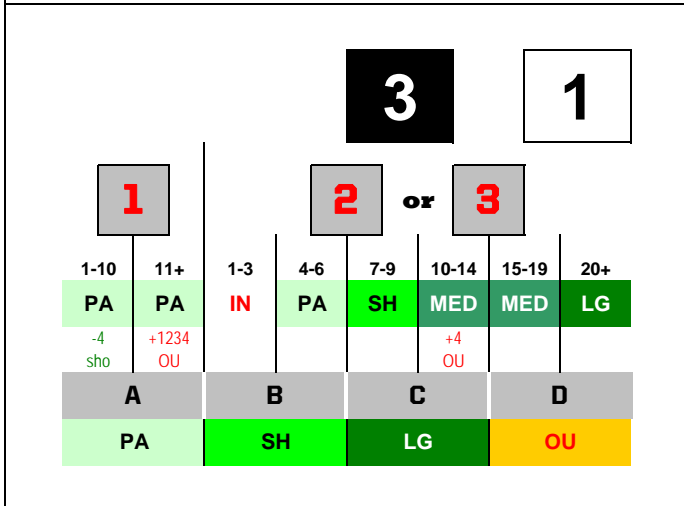 3 1
1 2 or 3
1-10 11+ 1-3 4-6 7-9 10-14 15-19 20+
PA PA IN PA SH MED MED LG
-4 +1234 +4
sho OU OU
A B C D
PA SH LG OU